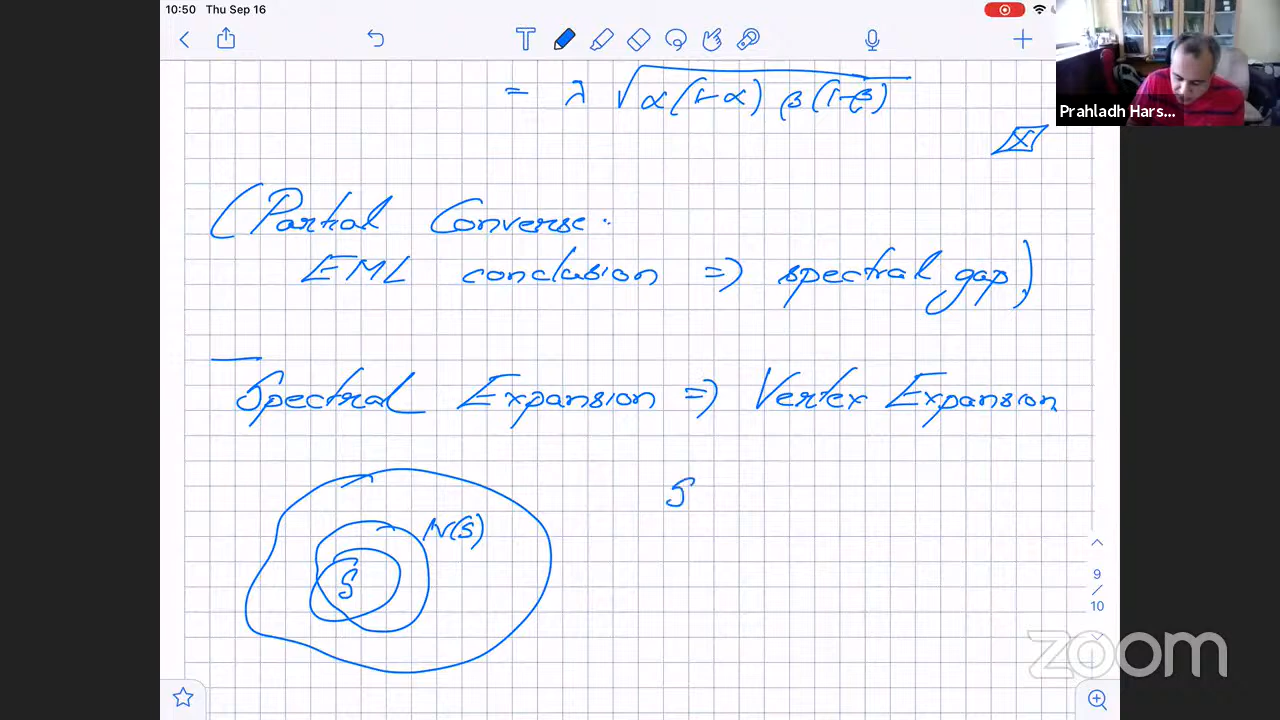 10:50 Thu Sep 16
Prahladh Hars...
= λ √α(1-α) β(1-β)
(Partial Converse.
EML conclusion => spectral gap)
Spectral Expansion => Vertex Expansion
S
N(S)
S
9
/
10
zoom